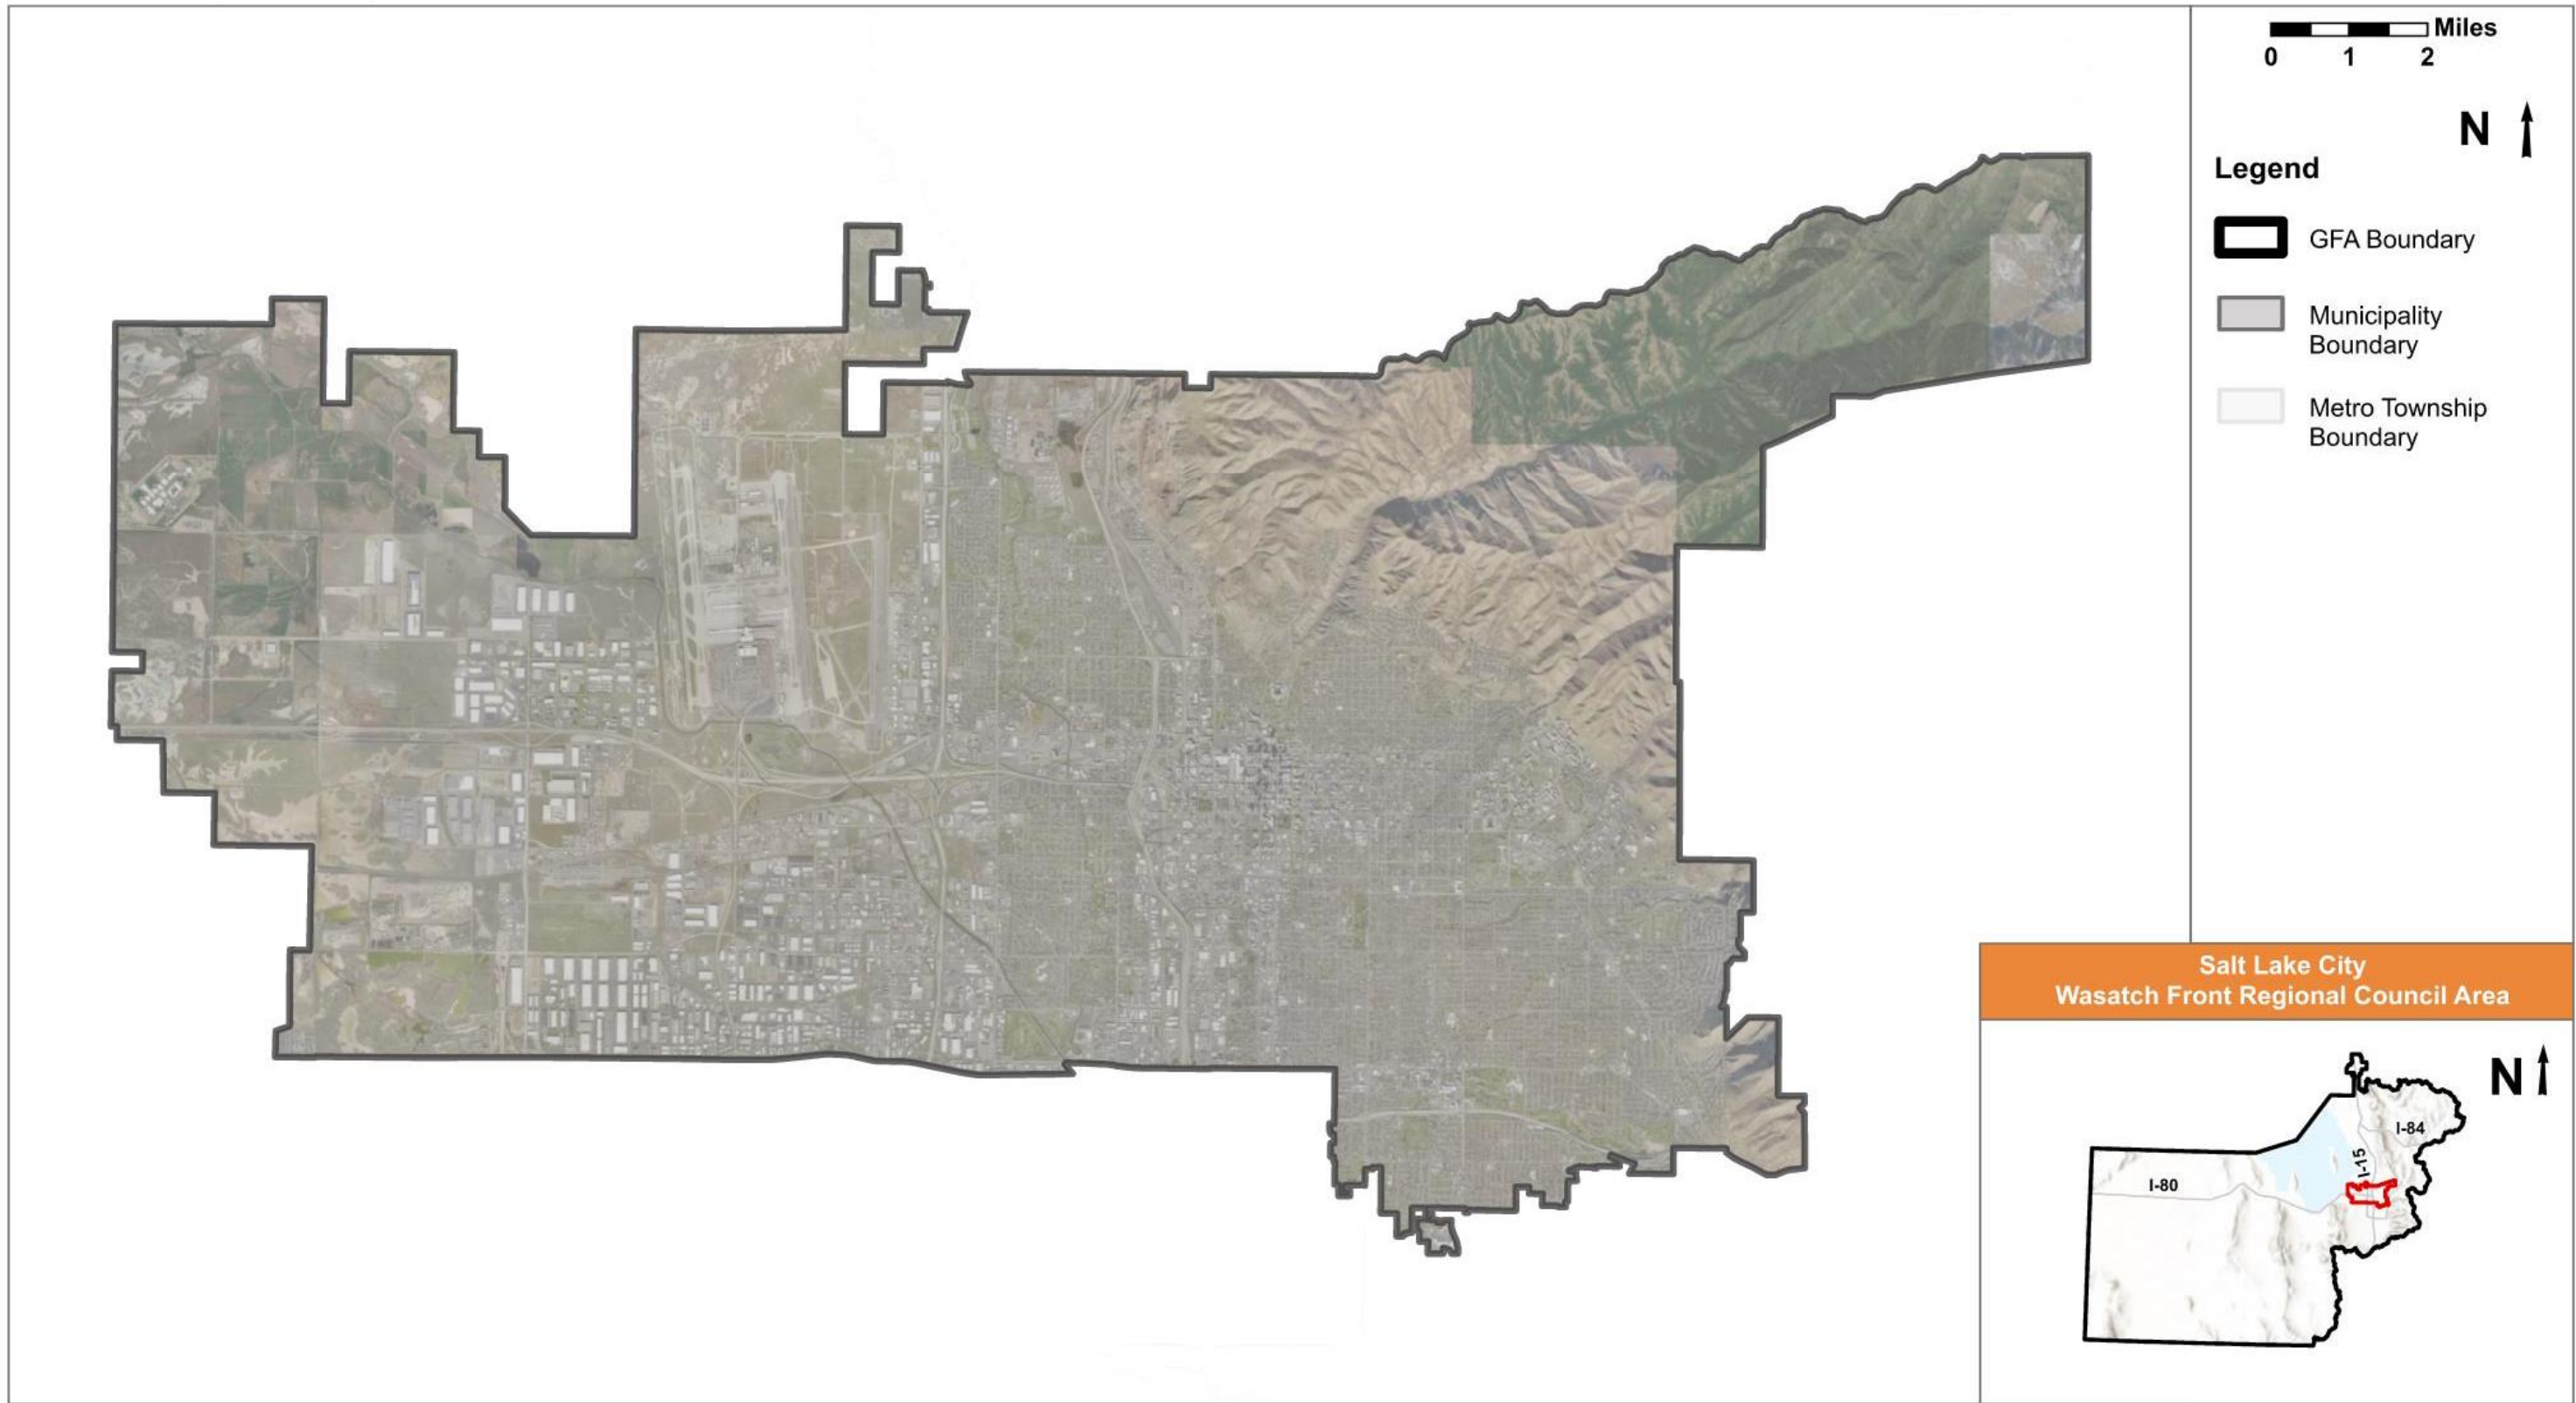 Miles
0 1 2
N
Legend
GFA Boundary
Municipality
Boundary
Metro Township
Boundary
Salt Lake City
Wasatch Front Regional Council Area
N
I-84
I-15
I-80